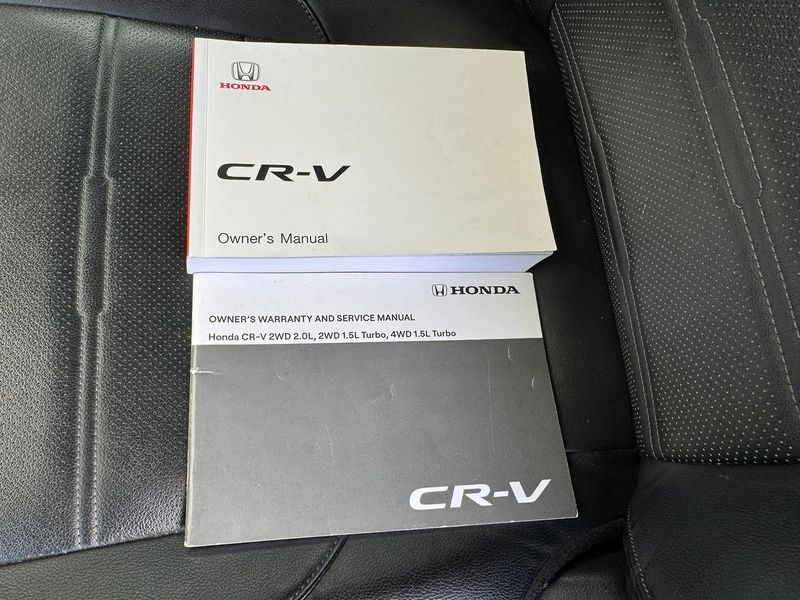 HONDA
CR-V
Owner's Manual
HONDA
OWNER'S WARRANTY AND SERVICE MANUAL
Honda CR-V 2WD 2.0L, 2WD 1.5L Turbo, 4WD 1.5L Turbo
CR-V